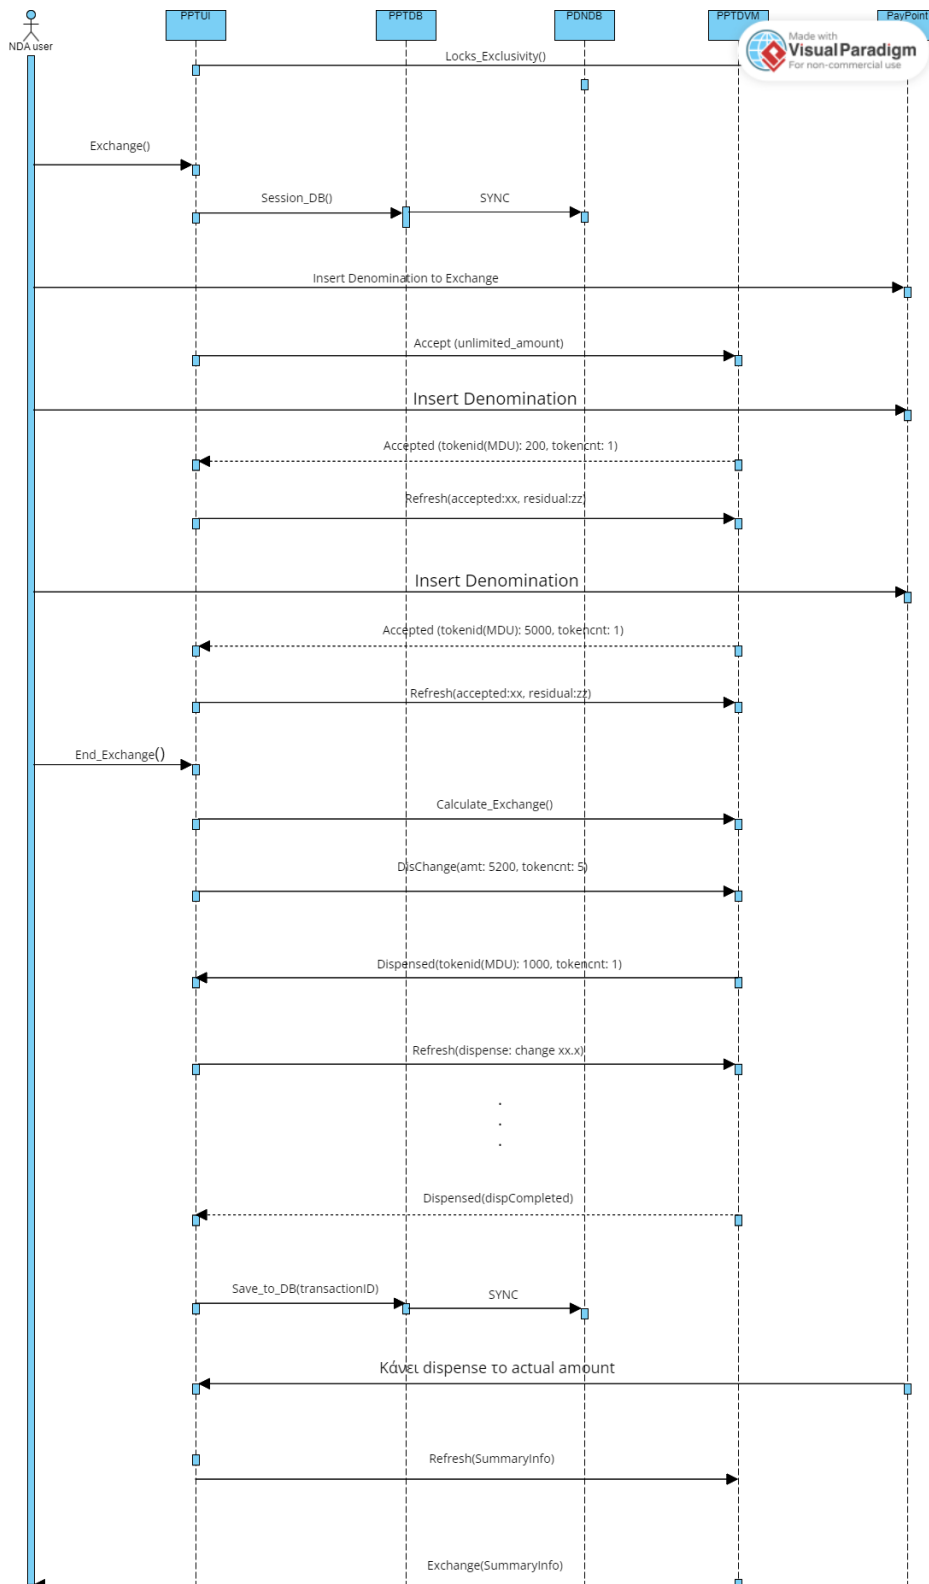 PPTUI
PPTDB
PDNDB
PPTDVM
PayPoint
NDA user
Made with
Visual Paradigm
For non-commercial use
Locks_Exclusivity()
Exchange()
Session_DB()
SYNC
Insert Denomination to Exchange
Accept (unlimited_amount)
Insert Denomination
Accepted (tokenid(MDU): 200, tokencnt: 1)
Refresh(accepted:xx, residual:zz)
Insert Denomination
Accepted (tokenid(MDU): 5000, tokencnt: 1)
Refresh(accepted:xx, residual:zz)
End_Exchange()
Calculate_Exchange()
DisChange(amt: 5200, tokencnt: 5)
Dispensed(tokenid(MDU): 1000, tokencnt: 1)
Refresh(dispense: change xx.x)
.
.
.
Dispensed(dispCompleted)
Save_to_DB(transactionID)
SYNC
Κάνει dispense το actual amount
Refresh(SummaryInfo)
Exchange(SummaryInfo)